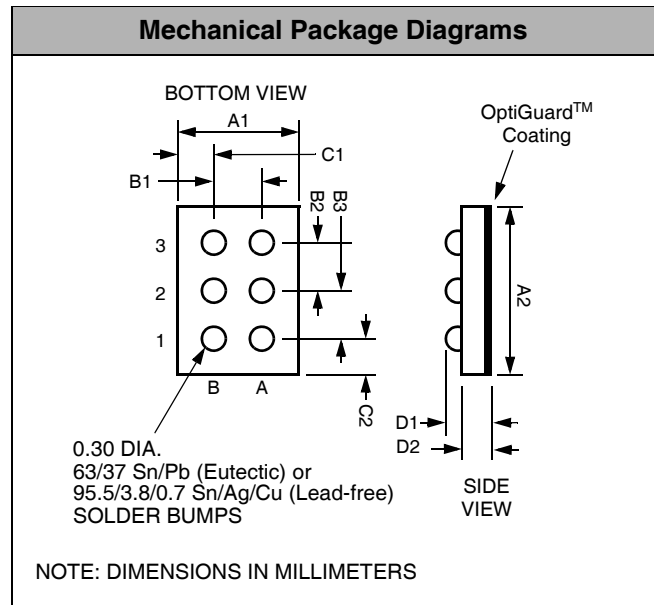 Mechanical Package Diagrams
BOTTOM VIEW
A1
C1
B1
B2
B3
3
2
1
B A
C2
0.30 DIA.
63/37 Sn/Pb (Eutectic) or
95.5/3.8/0.7 Sn/Ag/Cu (Lead-free)
SOLDER BUMPS
OptiGuard™
Coating
A2
D1
D2
SIDE
VIEW
NOTE: DIMENSIONS IN MILLIMETERS